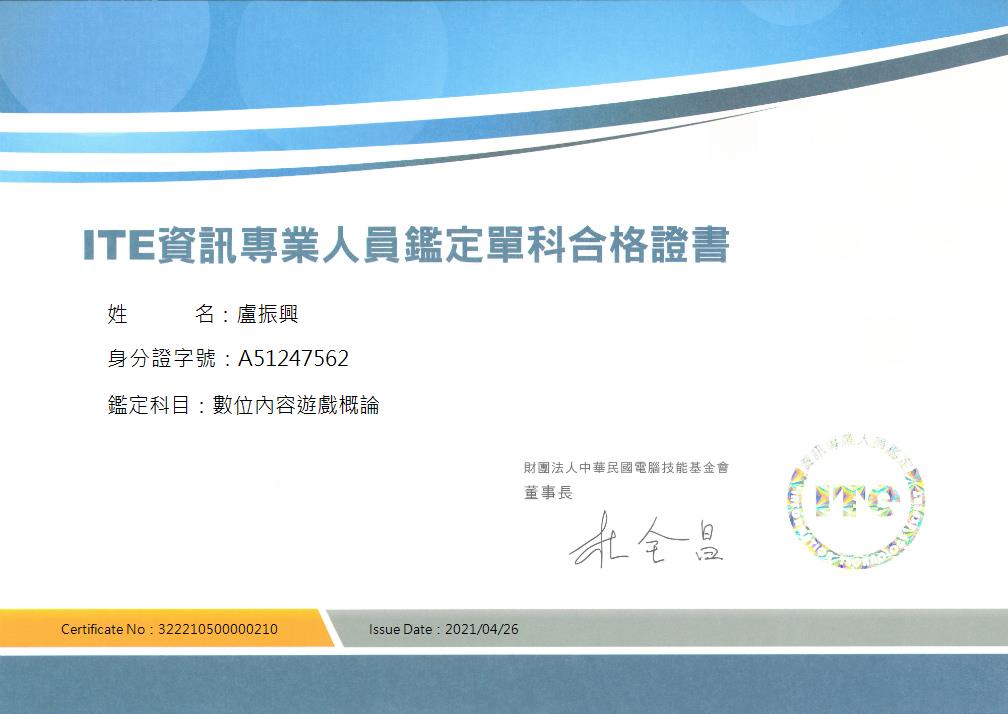 ITE資訊專業人員鑑定單科合格證書
姓 名：盧振興
身分證字號：A51247562
鑑定科目：數位內容遊戲概論
財團法人中華民國電腦技能基金會
董事長
杜全昌
資訊專業人員鑑定
ITE
Certificate No：322210500000210
Issue Date：2021/04/26